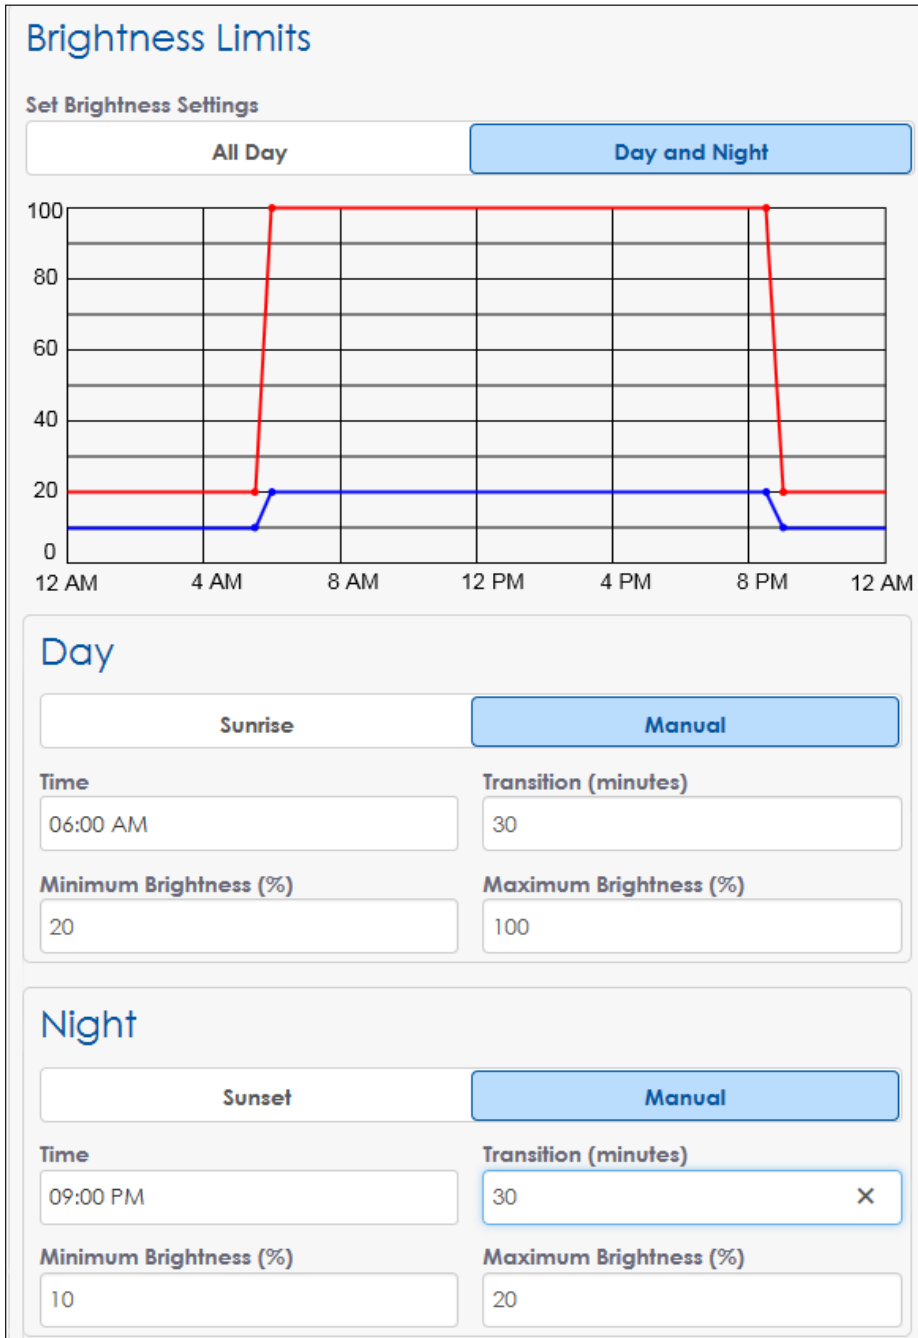 Brightness Limits
Set Brightness Settings
All Day Day and Night
100
80
60
40
20
0
12 AM 4 AM 8 AM 12 PM 4 PM 8 PM 12 AM
Day
Sunrise Manual
Time Transition (minutes)
06:00 AM 30
Minimum Brightness (%) Maximum Brightness (%)
20 100
Night
Sunset Manual
Time Transition (minutes)
09:00 PM 30 ×
Minimum Brightness (%) Maximum Brightness (%)
10 20